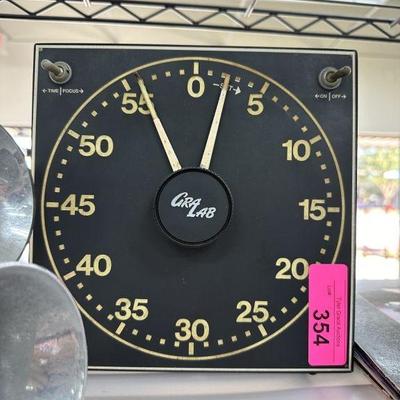 0
55
5
←SET→
←TIME | FOCUS→
←ON | OFF→
50
10
GRA
LAB
45
15
40
20
35
25
30
LOT
354